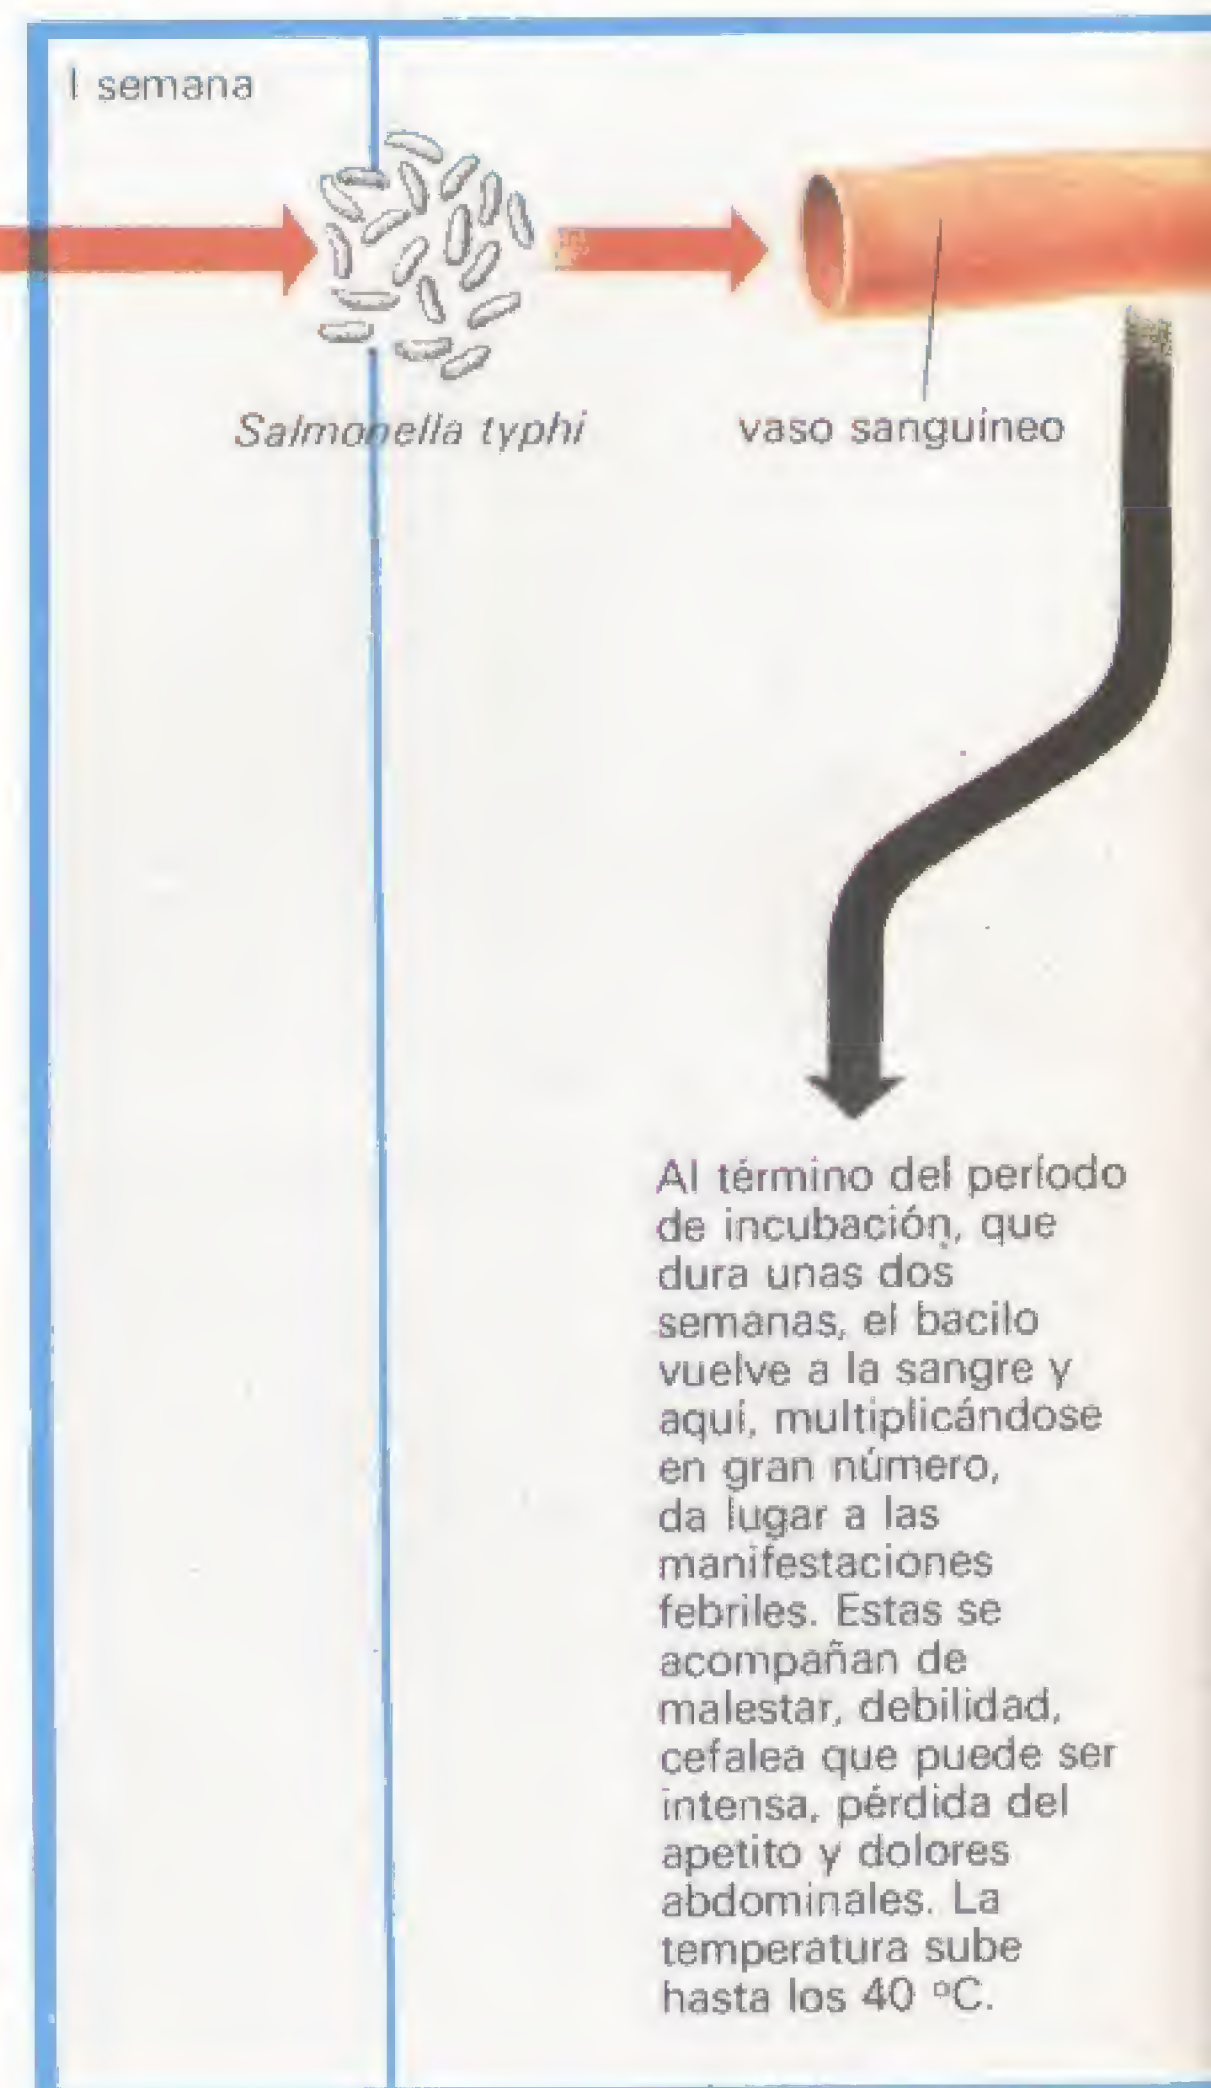 I semana
Salmonella typhi
vaso sanguíneo
Al término del período
de incubación, que
dura unas dos
semanas, el bacilo
vuelve a la sangre y
aquí, multiplicándose
en gran número,
da lugar a las
manifestaciones
febriles. Estas se
acompañan de
malestar, debilidad,
cefalea que puede ser
intensa, pérdida del
apetito y dolores
abdominales. La
temperatura sube
hasta los 40 ºC.